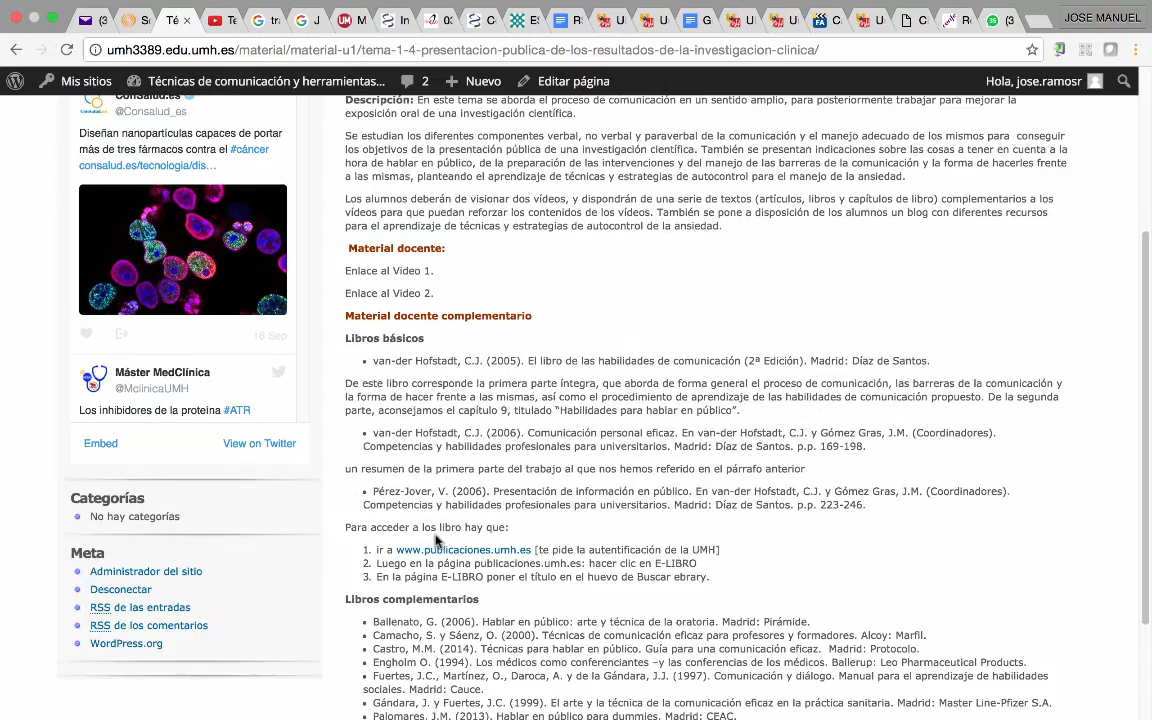 (3
S
Té
Te
tra
J
M
In
03
C
E
R
U
U
G
U
U
C
U
C
R
(3
JOSE MANUEL
umh3389.edu.umh.es/material/material-u1/tema-1-4-presentacion-publica-de-los-resultados-de-la-investigacion-clinica/
Mis sitios
Técnicas de comunicación y herramientas...
2
Nuevo
Editar página
Hola, jose.ramosr
ConSalud.es
@Consalud_es
Diseñan nanopartículas capaces de portar
más de tres fármacos contra el #cáncer
consalud.es/tecnologia/dis…
16 Sep
Máster MedClínica
@MclinicaUMH
Los inhibidores de la proteína #ATR
Embed
View on Twitter
Categorías
No hay categorías
Meta
Administrador del sitio
Desconectar
RSS de las entradas
RSS de los comentarios
WordPress.org
Descripción: En este tema se aborda el proceso de comunicación en un sentido amplio, para posteriormente trabajar para mejorar la
exposición oral de una investigación científica.
Se estudian los diferentes componentes verbal, no verbal y paraverbal de la comunicación y el manejo adecuado de los mismos para conseguir
los objetivos de la presentación pública de una investigación científica. También se presentan indicaciones sobre las cosas a tener en cuenta a la
hora de hablar en público, de la preparación de las intervenciones y del manejo de las barreras de la comunicación y la forma de hacerles frente
a las mismas, planteando el aprendizaje de técnicas y estrategias de autocontrol para el manejo de la ansiedad.
Los alumnos deberán de visionar dos vídeos, y dispondrán de una serie de textos (artículos, libros y capítulos de libro) complementarios a los
vídeos para que puedan reforzar los contenidos de los vídeos. También se pone a disposición de los alumnos un blog con diferentes recursos
para el aprendizaje de técnicas y estrategias de autocontrol de la ansiedad.
Material docente:
Enlace al Video 1.
Enlace al Video 2.
Material docente complementario
Libros básicos
van-der Hofstadt, C.J. (2005). El libro de las habilidades de comunicación (2ª Edición). Madrid: Díaz de Santos.
De este libro corresponde la primera parte íntegra, que aborda de forma general el proceso de comunicación, las barreras de la comunicación y
la forma de hacer frente a las mismas, así como el procedimiento de aprendizaje de las habilidades de comunicación propuesto. De la segunda
parte, aconsejamos el capítulo 9, titulado “Habilidades para hablar en público”.
van-der Hofstadt, C.J. (2006). Comunicación personal eficaz. En van-der Hofstadt, C.J. y Gómez Gras, J.M. (Coordinadores).
Competencias y habilidades profesionales para universitarios. Madrid: Díaz de Santos. p.p. 169-198.
un resumen de la primera parte del trabajo al que nos hemos referido en el párrafo anterior
Pérez-Jover, V. (2006). Presentación de información en público. En van-der Hofstadt, C.J. y Gómez Gras, J.M. (Coordinadores).
Competencias y habilidades profesionales para universitarios. Madrid: Díaz de Santos. p.p. 223-246.
Para acceder a los libro hay que:
1. ir a www.publicaciones.umh.es [te pide la autentificación de la UMH]
2. Luego en la página publicaciones.umh.es: hacer clic en E-LIBRO
3. En la página E-LIBRO poner el título en el huevo de Buscar ebrary.
Libros complementarios
Ballenato, G. (2006). Hablar en público: arte y técnica de la oratoria. Madrid: Pirámide.
Camacho, S. y Sáenz, O. (2000). Técnicas de comunicación eficaz para profesores y formadores. Alcoy: Marfil.
Castro, M.M. (2014). Técnicas para hablar en público. Guía para una comunicación eficaz. Madrid: Protocolo.
Engholm O. (1994). Los médicos como conferenciantes –y las conferencias de los médicos. Ballerup: Leo Pharmaceutical Products.
Fuertes, J.C., Martínez, O., Daroca, A. y de la Gándara, J.J. (1997). Comunicación y diálogo. Manual para el aprendizaje de habilidades
sociales. Madrid: Cauce.
Gándara, J. y Fuertes, J.C. (1999). El arte y la técnica de la comunicación eficaz en la práctica sanitaria. Madrid: Master Line-Pfizer S.A.
Palomares, J.M. (2013). Hablar en público para dummies. Madrid: CEAC.